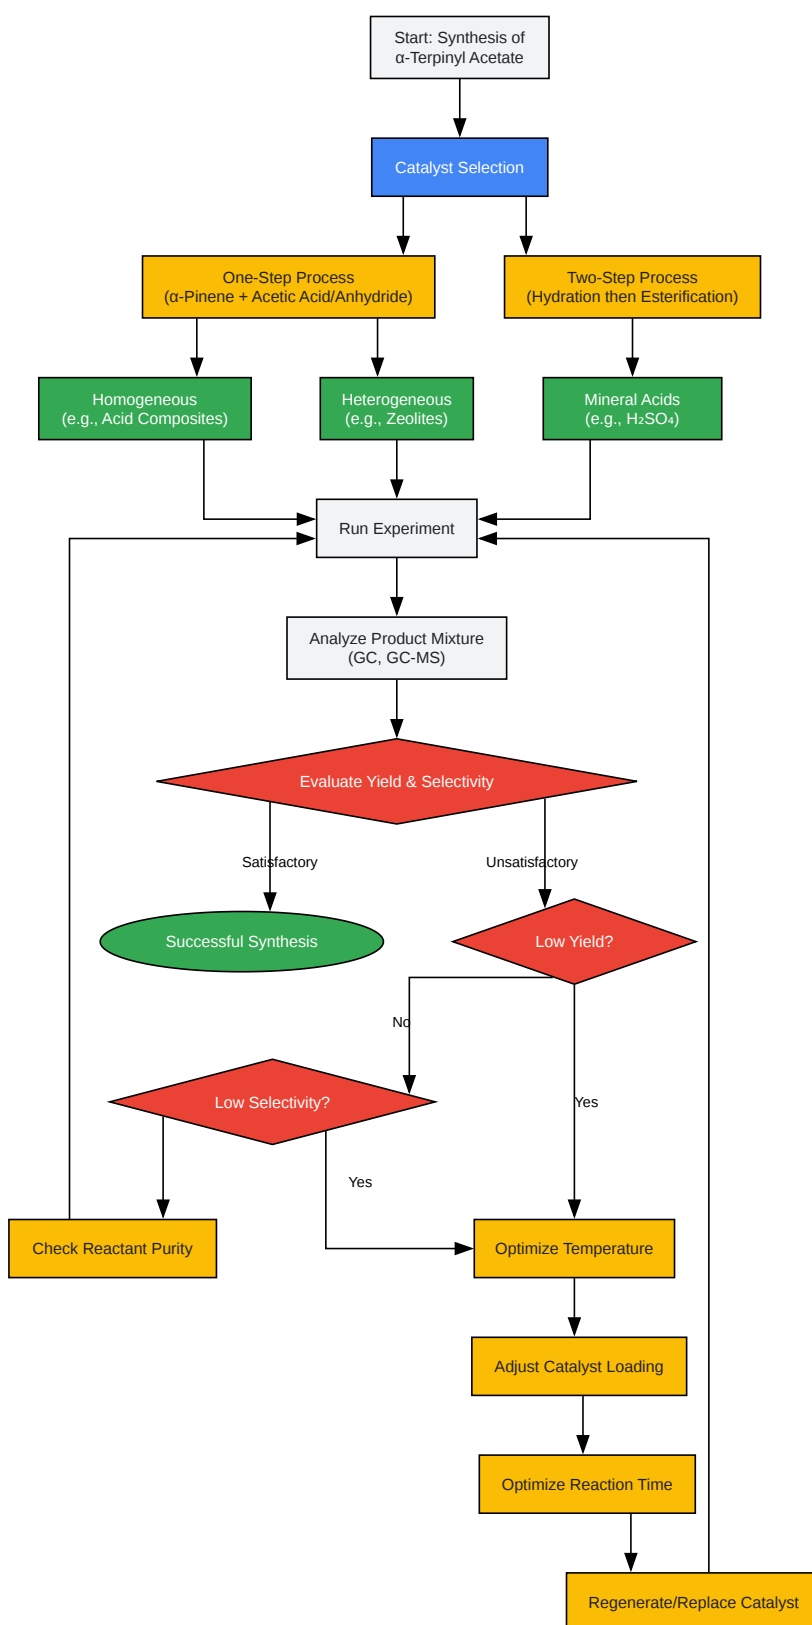 Start: Synthesis of
α-Terpinyl Acetate
Catalyst Selection
One-Step Process
(α-Pinene + Acetic Acid/Anhydride)
Two-Step Process
(Hydration then Esterification)
Homogeneous
(e.g., Acid Composites)
Heterogeneous
(e.g., Zeolites)
Mineral Acids
(e.g., H₂SO₄)
Run Experiment
Analyze Product Mixture
(GC, GC-MS)
Evaluate Yield & Selectivity
Satisfactory
Unsatisfactory
Successful Synthesis
Low Yield?
No
Low Selectivity?
Yes
Yes
Check Reactant Purity
Optimize Temperature
Adjust Catalyst Loading
Optimize Reaction Time
Regenerate/Replace Catalyst